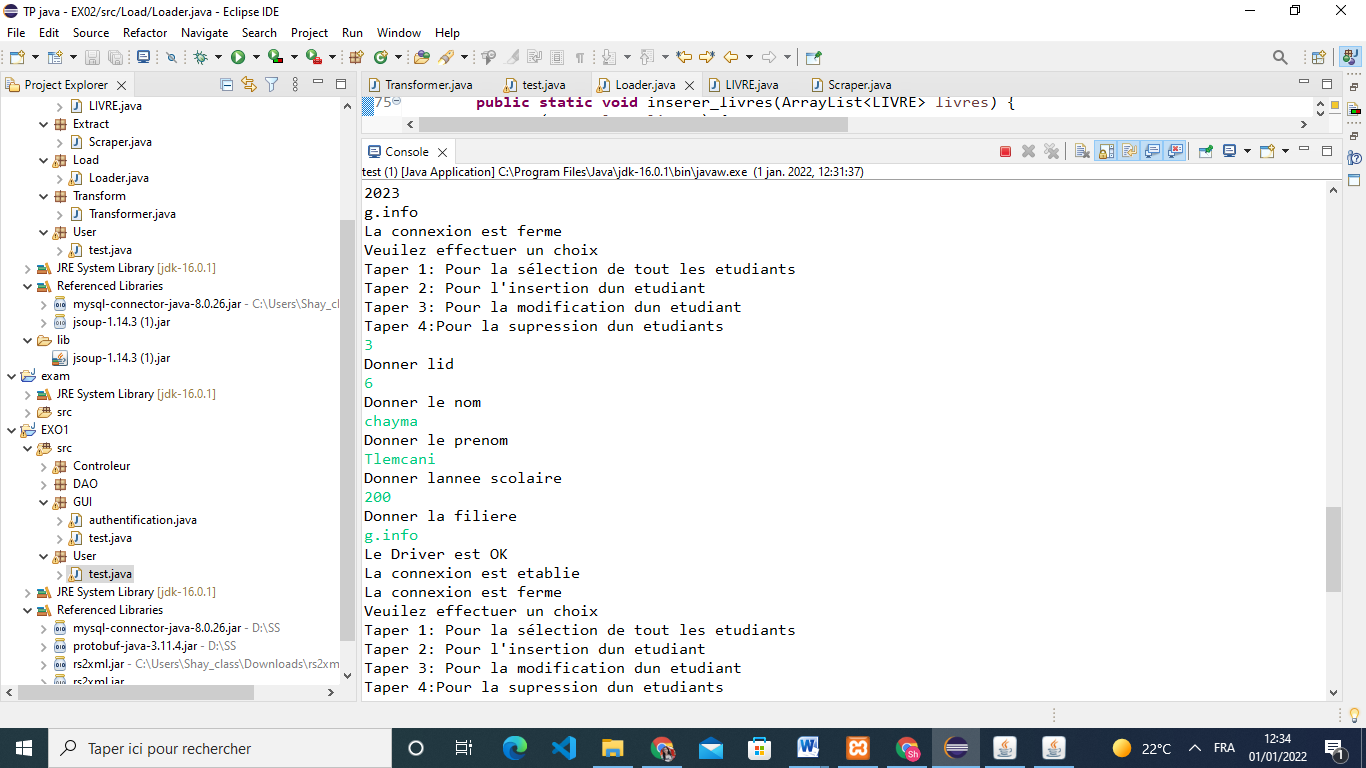 TP java - EX02/src/Load/Loader.java - Eclipse IDE
File Edit Source Refactor Navigate Search Project Run Window Help
Project Explorer
LIVRE.java
Extract
Scraper.java
Load
Loader.java
Transform
Transformer.java
User
test.java
JRE System Library [jdk-16.0.1]
Referenced Libraries
mysql-connector-java-8.0.26.jar - C:\Users\Shay_cl
jsoup-1.14.3 (1).jar
lib
jsoup-1.14.3 (1).jar
exam
JRE System Library [jdk-16.0.1]
src
EXO1
src
Controleur
DAO
GUI
authentification.java
test.java
User
test.java
JRE System Library [jdk-16.0.1]
Referenced Libraries
mysql-connector-java-8.0.26.jar - D:\SS
protobuf-java-3.11.4.jar - D:\SS
rs2xml.jar - C:\Users\Shay_class\Downloads\rs2xm
rs2xml.jar
Transformer.java test.java Loader.java LIVRE.java Scraper.java
75 public static void inserer_livres(ArrayList<LIVRE> livres) {
Console
test (1) [Java Application] C:\Program Files\Java\jdk-16.0.1\bin\javaw.exe (1 jan. 2022, 12:31:37)
2023
g.info
La connexion est ferme
Veuilez effectuer un choix
Taper 1: Pour la sélection de tout les etudiants
Taper 2: Pour l'insertion dun etudiant
Taper 3: Pour la modification dun etudiant
Taper 4:Pour la supression dun etudiants
3
Donner lid
6
Donner le nom
chayma
Donner le prenom
Tlemcani
Donner lannee scolaire
200
Donner la filiere
g.info
Le Driver est OK
La connexion est etablie
La connexion est ferme
Veuilez effectuer un choix
Taper 1: Pour la sélection de tout les etudiants
Taper 2: Pour l'insertion dun etudiant
Taper 3: Pour la modification dun etudiant
Taper 4:Pour la supression dun etudiants
Taper ici pour rechercher
Sh
22°C
FRA
12:34
01/01/2022
1